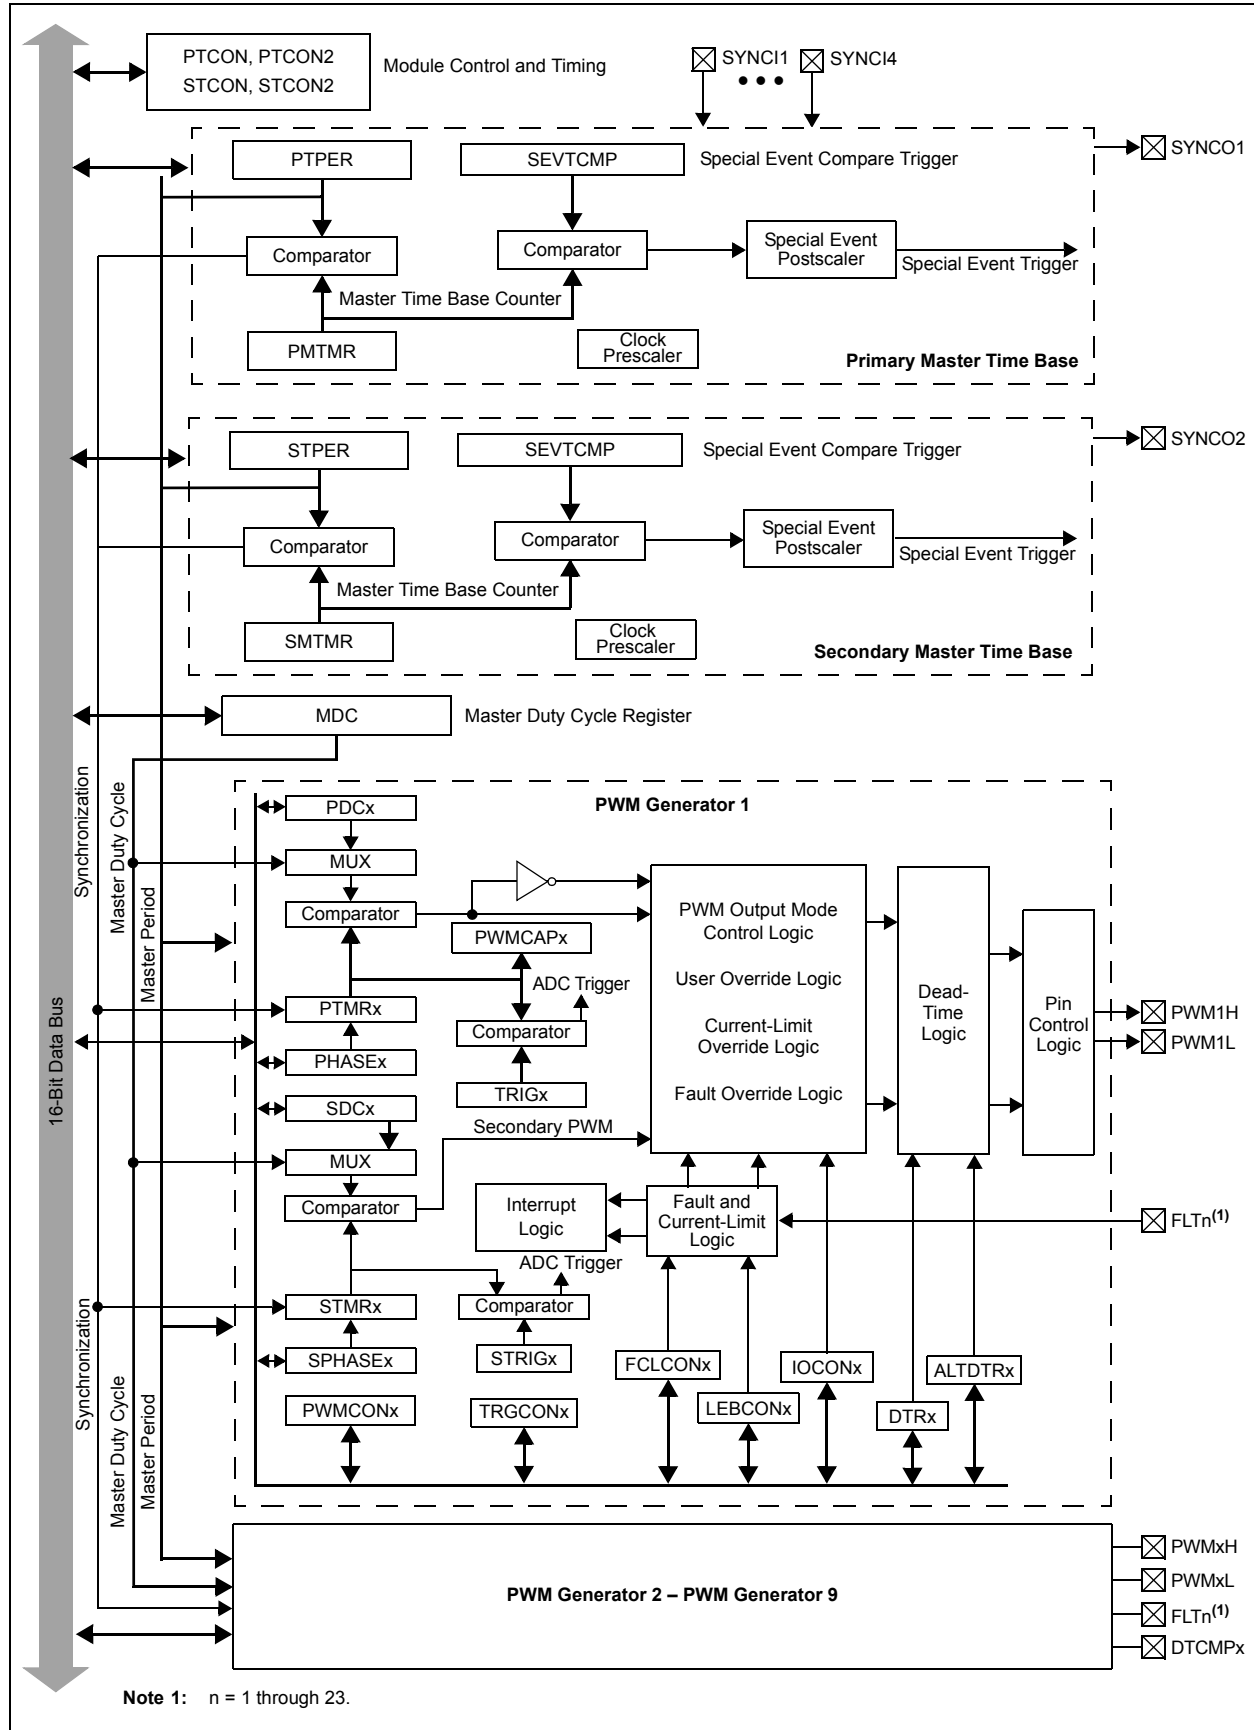 PTCON, PTCON2
STCON, STCON2
Module Control and Timing
SYNCI1
● ● ●
SYNCI4
PTPER
SEVTCMP
Special Event Compare Trigger
SYNCO1
Comparator
Comparator
Special Event
Postscaler
Special Event Trigger
Master Time Base Counter
PMTMR
Clock
Prescaler
Primary Master Time Base
STPER
SEVTCMP
Special Event Compare Trigger
SYNCO2
Comparator
Comparator
Special Event
Postscaler
Special Event Trigger
Master Time Base Counter
SMTMR
Clock
Prescaler
Secondary Master Time Base
MDC
Master Duty Cycle Register
16-Bit Data Bus
Synchronization
Master Duty Cycle
Master Period
PWM Generator 1
PDCx
MUX
Comparator
PWMCAPx
ADC Trigger
PTMRx
Comparator
PHASEx
TRIGx
SDCx
Secondary PWM
MUX
Comparator
PWM Output Mode
Control Logic
User Override Logic
Current-Limit
Override Logic
Fault Override Logic
Dead-
Time
Logic
Pin
Control
Logic
PWM1H
PWM1L
Interrupt
Logic
Fault and
Current-Limit
Logic
FLTn(1)
ADC Trigger
STMRx
Comparator
SPHASEx
STRIGx
FCLCONx
IOCONx
ALTDTRx
PWMCONx
TRGCONx
LEBCONx
DTRx
Synchronization
Master Duty Cycle
Master Period
PWM Generator 2 – PWM Generator 9
PWMxH
PWMxL
FLTn(1)
DTCMPx
Note 1: n = 1 through 23.